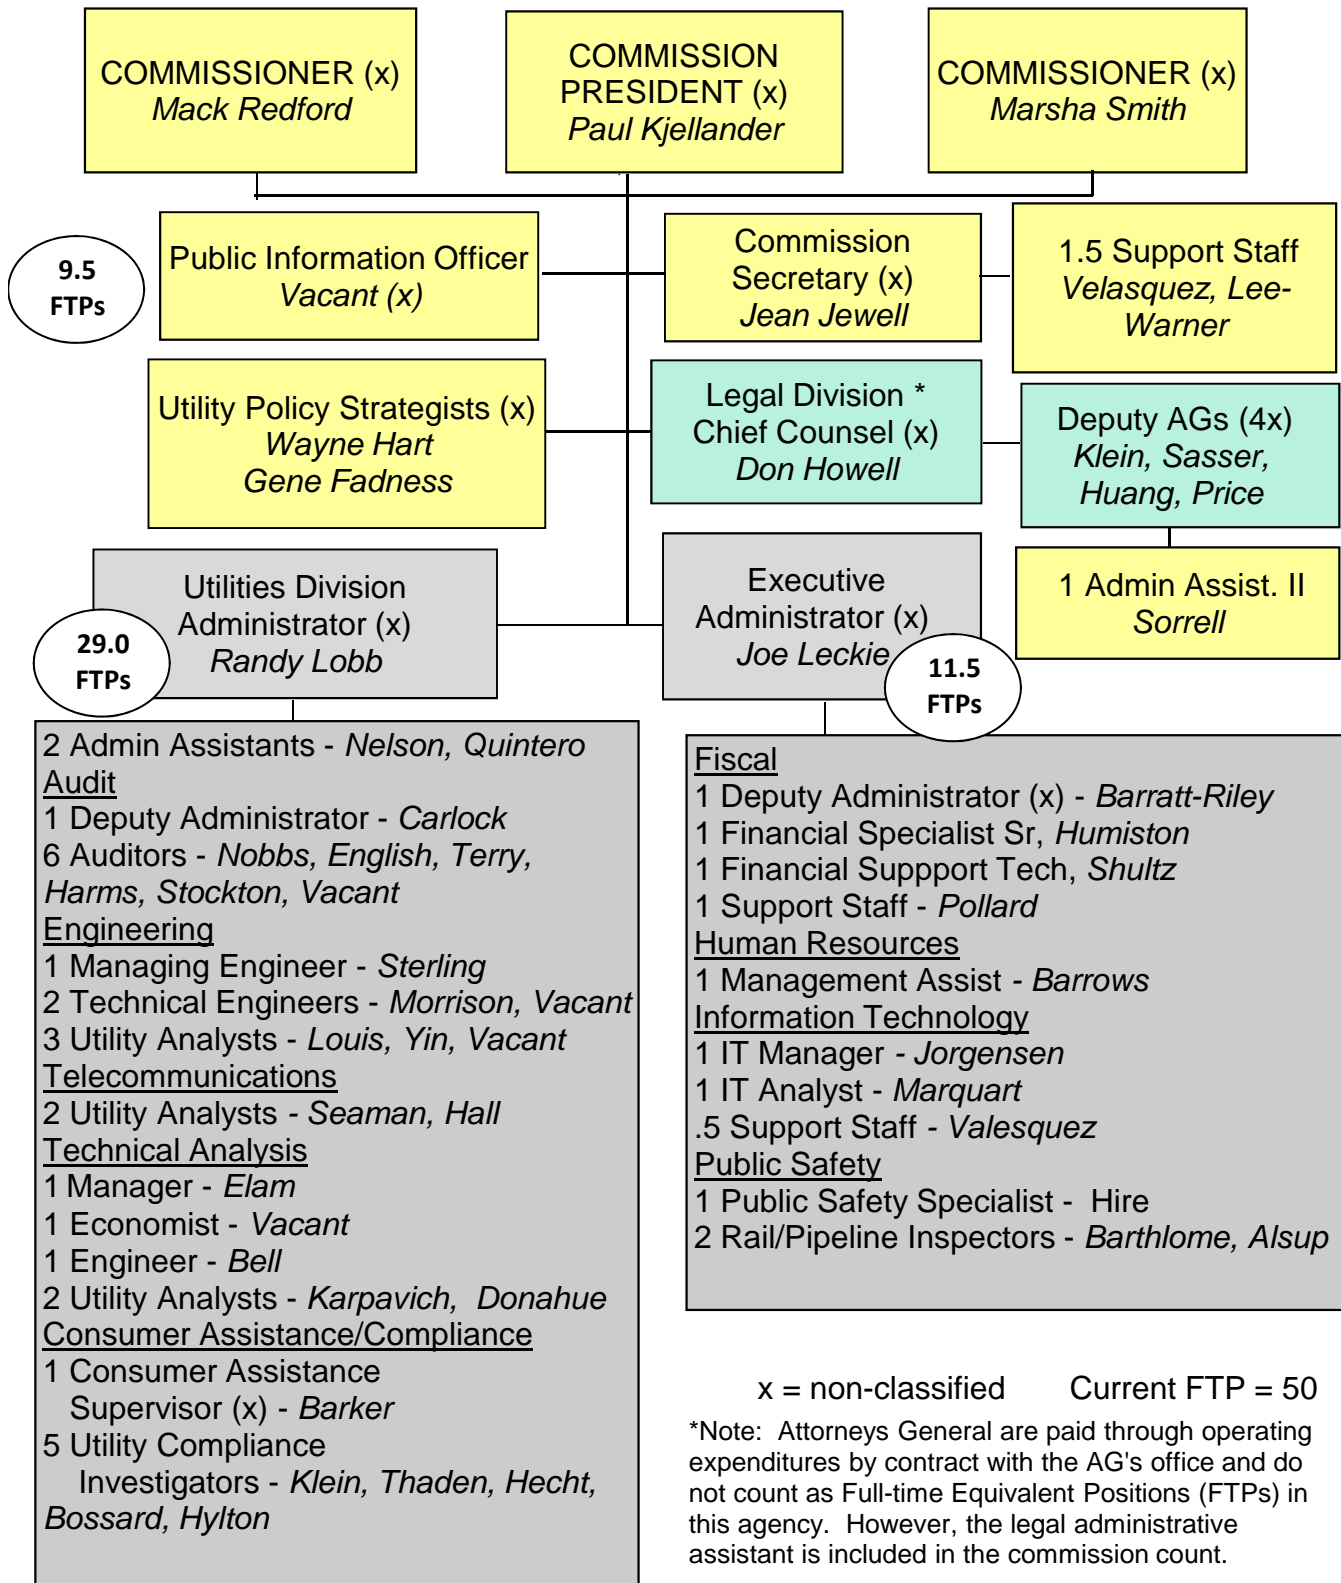 COMMISSIONER (x)
Mack Redford
COMMISSION
PRESIDENT (x)
Paul Kjellander
COMMISSIONER (x)
Marsha Smith
9.5
FTPs
Public Information Officer
Vacant (x)
Commission
Secretary (x)
Jean Jewell
1.5 Support Staff
Velasquez, Lee-
Warner
Utility Policy Strategists (x)
Wayne Hart
Gene Fadness
Legal Division *
Chief Counsel (x)
Don Howell
Deputy AGs (4x)
Klein, Sasser,
Huang, Price
1 Admin Assist. II
Sorrell
Utilities Division
Administrator (x)
Randy Lobb
29.0
FTPs
Executive
Administrator (x)
Joe Leckie
11.5
FTPs
2 Admin Assistants - Nelson, Quintero
Audit
1 Deputy Administrator - Carlock
6 Auditors - Nobbs, English, Terry,
Harms, Stockton, Vacant
Engineering
1 Managing Engineer - Sterling
2 Technical Engineers - Morrison, Vacant
3 Utility Analysts - Louis, Yin, Vacant
Telecommunications
2 Utility Analysts - Seaman, Hall
Technical Analysis
1 Manager - Elam
1 Economist - Vacant
1 Engineer - Bell
2 Utility Analysts - Karpavich, Donahue
Consumer Assistance/Compliance
1 Consumer Assistance
Supervisor (x) - Barker
5 Utility Compliance
Investigators - Klein, Thaden, Hecht,
Bossard, Hylton
Fiscal
1 Deputy Administrator (x) - Barratt-Riley
1 Financial Specialist Sr, Humiston
1 Financial Suppport Tech, Shultz
1 Support Staff - Pollard
Human Resources
1 Management Assist - Barrows
Information Technology
1 IT Manager - Jorgensen
1 IT Analyst - Marquart
.5 Support Staff - Valesquez
Public Safety
1 Public Safety Specialist - Hire
2 Rail/Pipeline Inspectors - Barthlome, Alsup
x = non-classified Current FTP = 50
*Note: Attorneys General are paid through operating
expenditures by contract with the AG's office and do
not count as Full-time Equivalent Positions (FTPs) in
this agency. However, the legal administrative
assistant is included in the commission count.